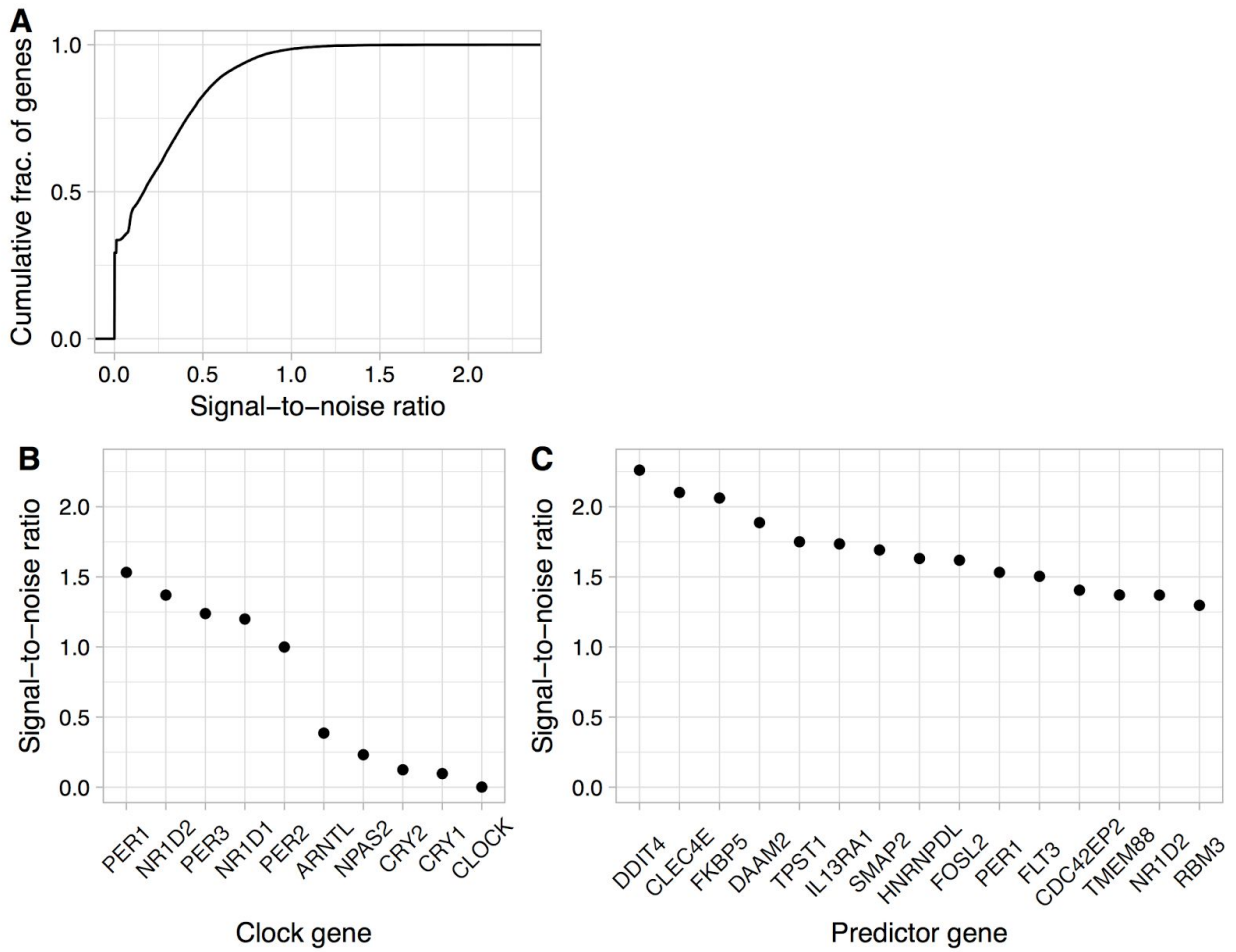 A
Cumulative frac. of genes
1.0
0.5
0.0
0.0 0.5 1.0 1.5 2.0
Signal−to−noise ratio
B
Signal−to−noise ratio
2.0
1.5
1.0
0.5
0.0
PER1 NR1D2 PER3 NR1D1 PER2 ARNTL NPAS2 CRY2 CRY1 CLOCK
Clock gene
C
Signal−to−noise ratio
2.0
1.5
1.0
0.5
0.0
DDIT4 CLEC4E FKBP5 DAAM2 TPST1 IL13RA1 SMAP2 HNRNPDL FOSL2 PER1 FLT3 CDC42EP2 TMEM88 NR1D2 RBM3
Predictor gene